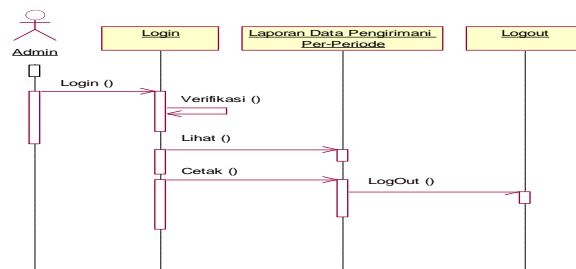 Admin
Login
Laporan Data Pengirimani
Per-Periode
Logout
Login ()
Verifikasi ()
Lihat ()
Cetak ()
LogOut ()